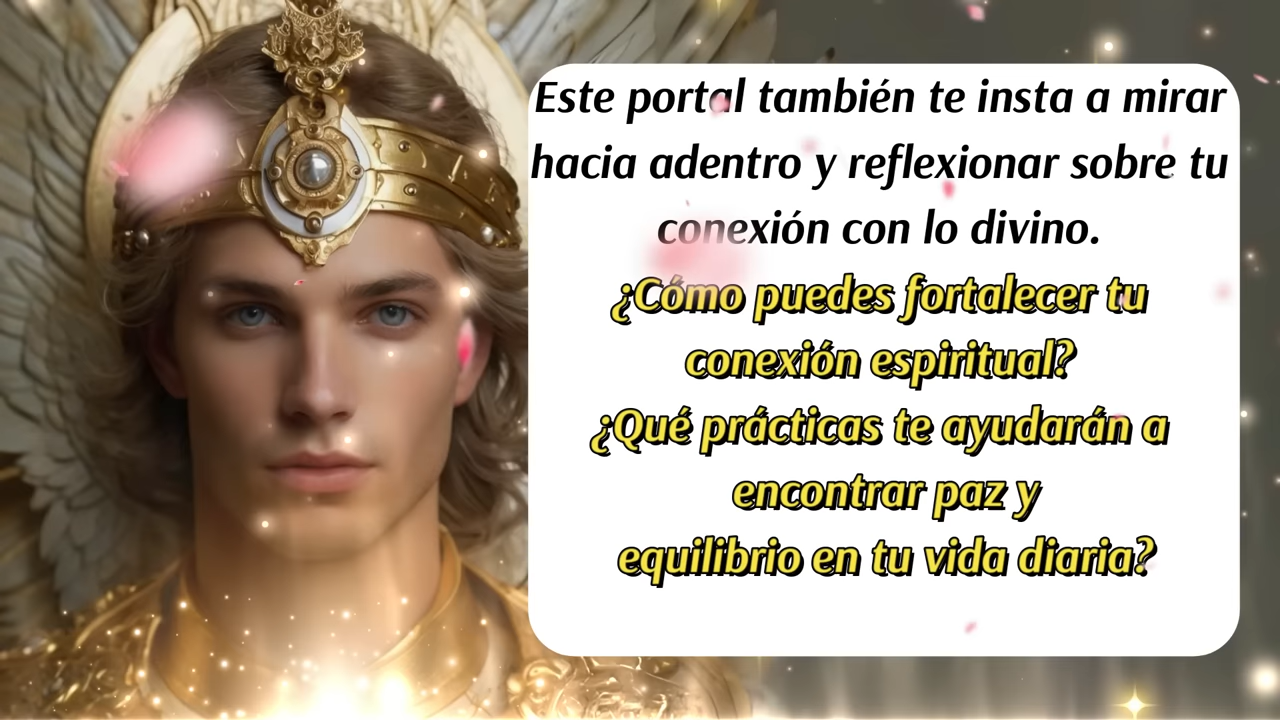 Este portal también te insta a mirar
hacia adentro y reflexionar sobre tu
conexión con lo divino.
¿Cómo puedes fortalecer tu
conexión espiritual?
¿Qué prácticas te ayudarán a
encontrar paz y
equilibrio en tu vida diaria?